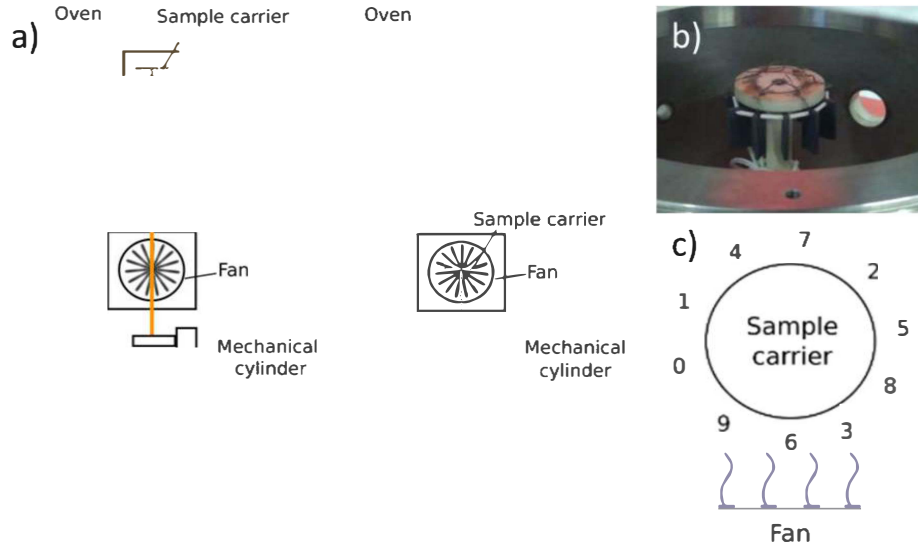 a)
Oven
Sample carrier
Oven
Fan
Mechanical
cylinder
Sample carrier
Fan
Mechanical
cylinder
b)
c)
4
7
2
1
5
0
8
9
6
3
Sample
carrier
Fan